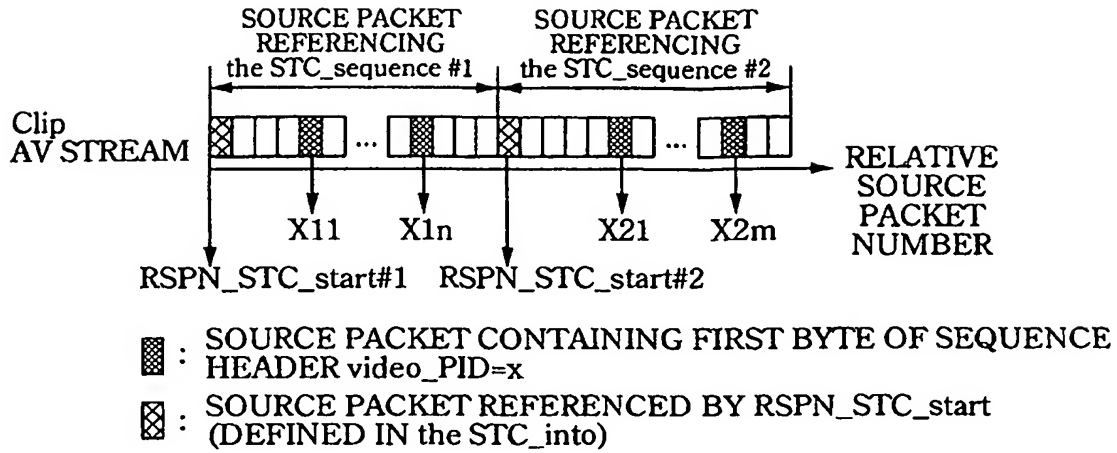 SOURCE PACKET
REFERENCING
the STC_sequence #1
SOURCE PACKET
REFERENCING
the STC_sequence #2
Clip
AV STREAM
...
...
RELATIVE
SOURCE
PACKET
NUMBER
X11
X1n
X21
X2m
RSPN_STC_start#1
RSPN_STC_start#2
: SOURCE PACKET CONTAINING FIRST BYTE OF SEQUENCE
HEADER video_PID=x
: SOURCE PACKET REFERENCED BY RSPN_STC_start
(DEFINED IN the STC_into)